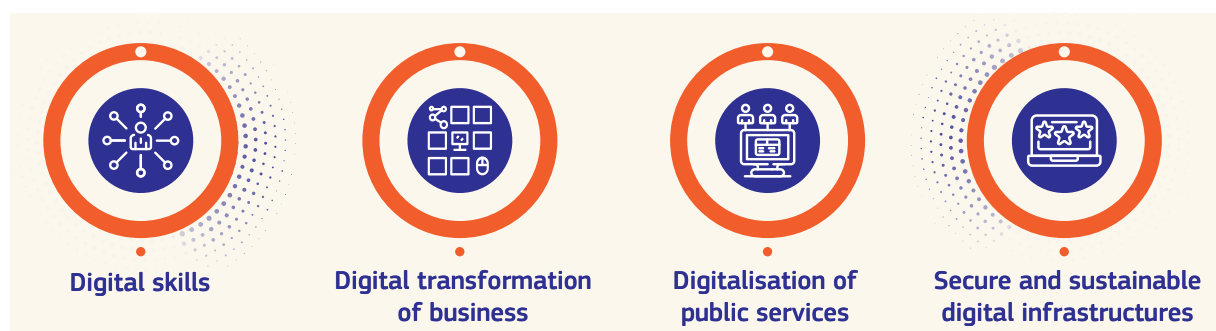 Digital skills
Digital transformation
of business
Digitalisation of
public services
Secure and sustainable
digital infrastructures